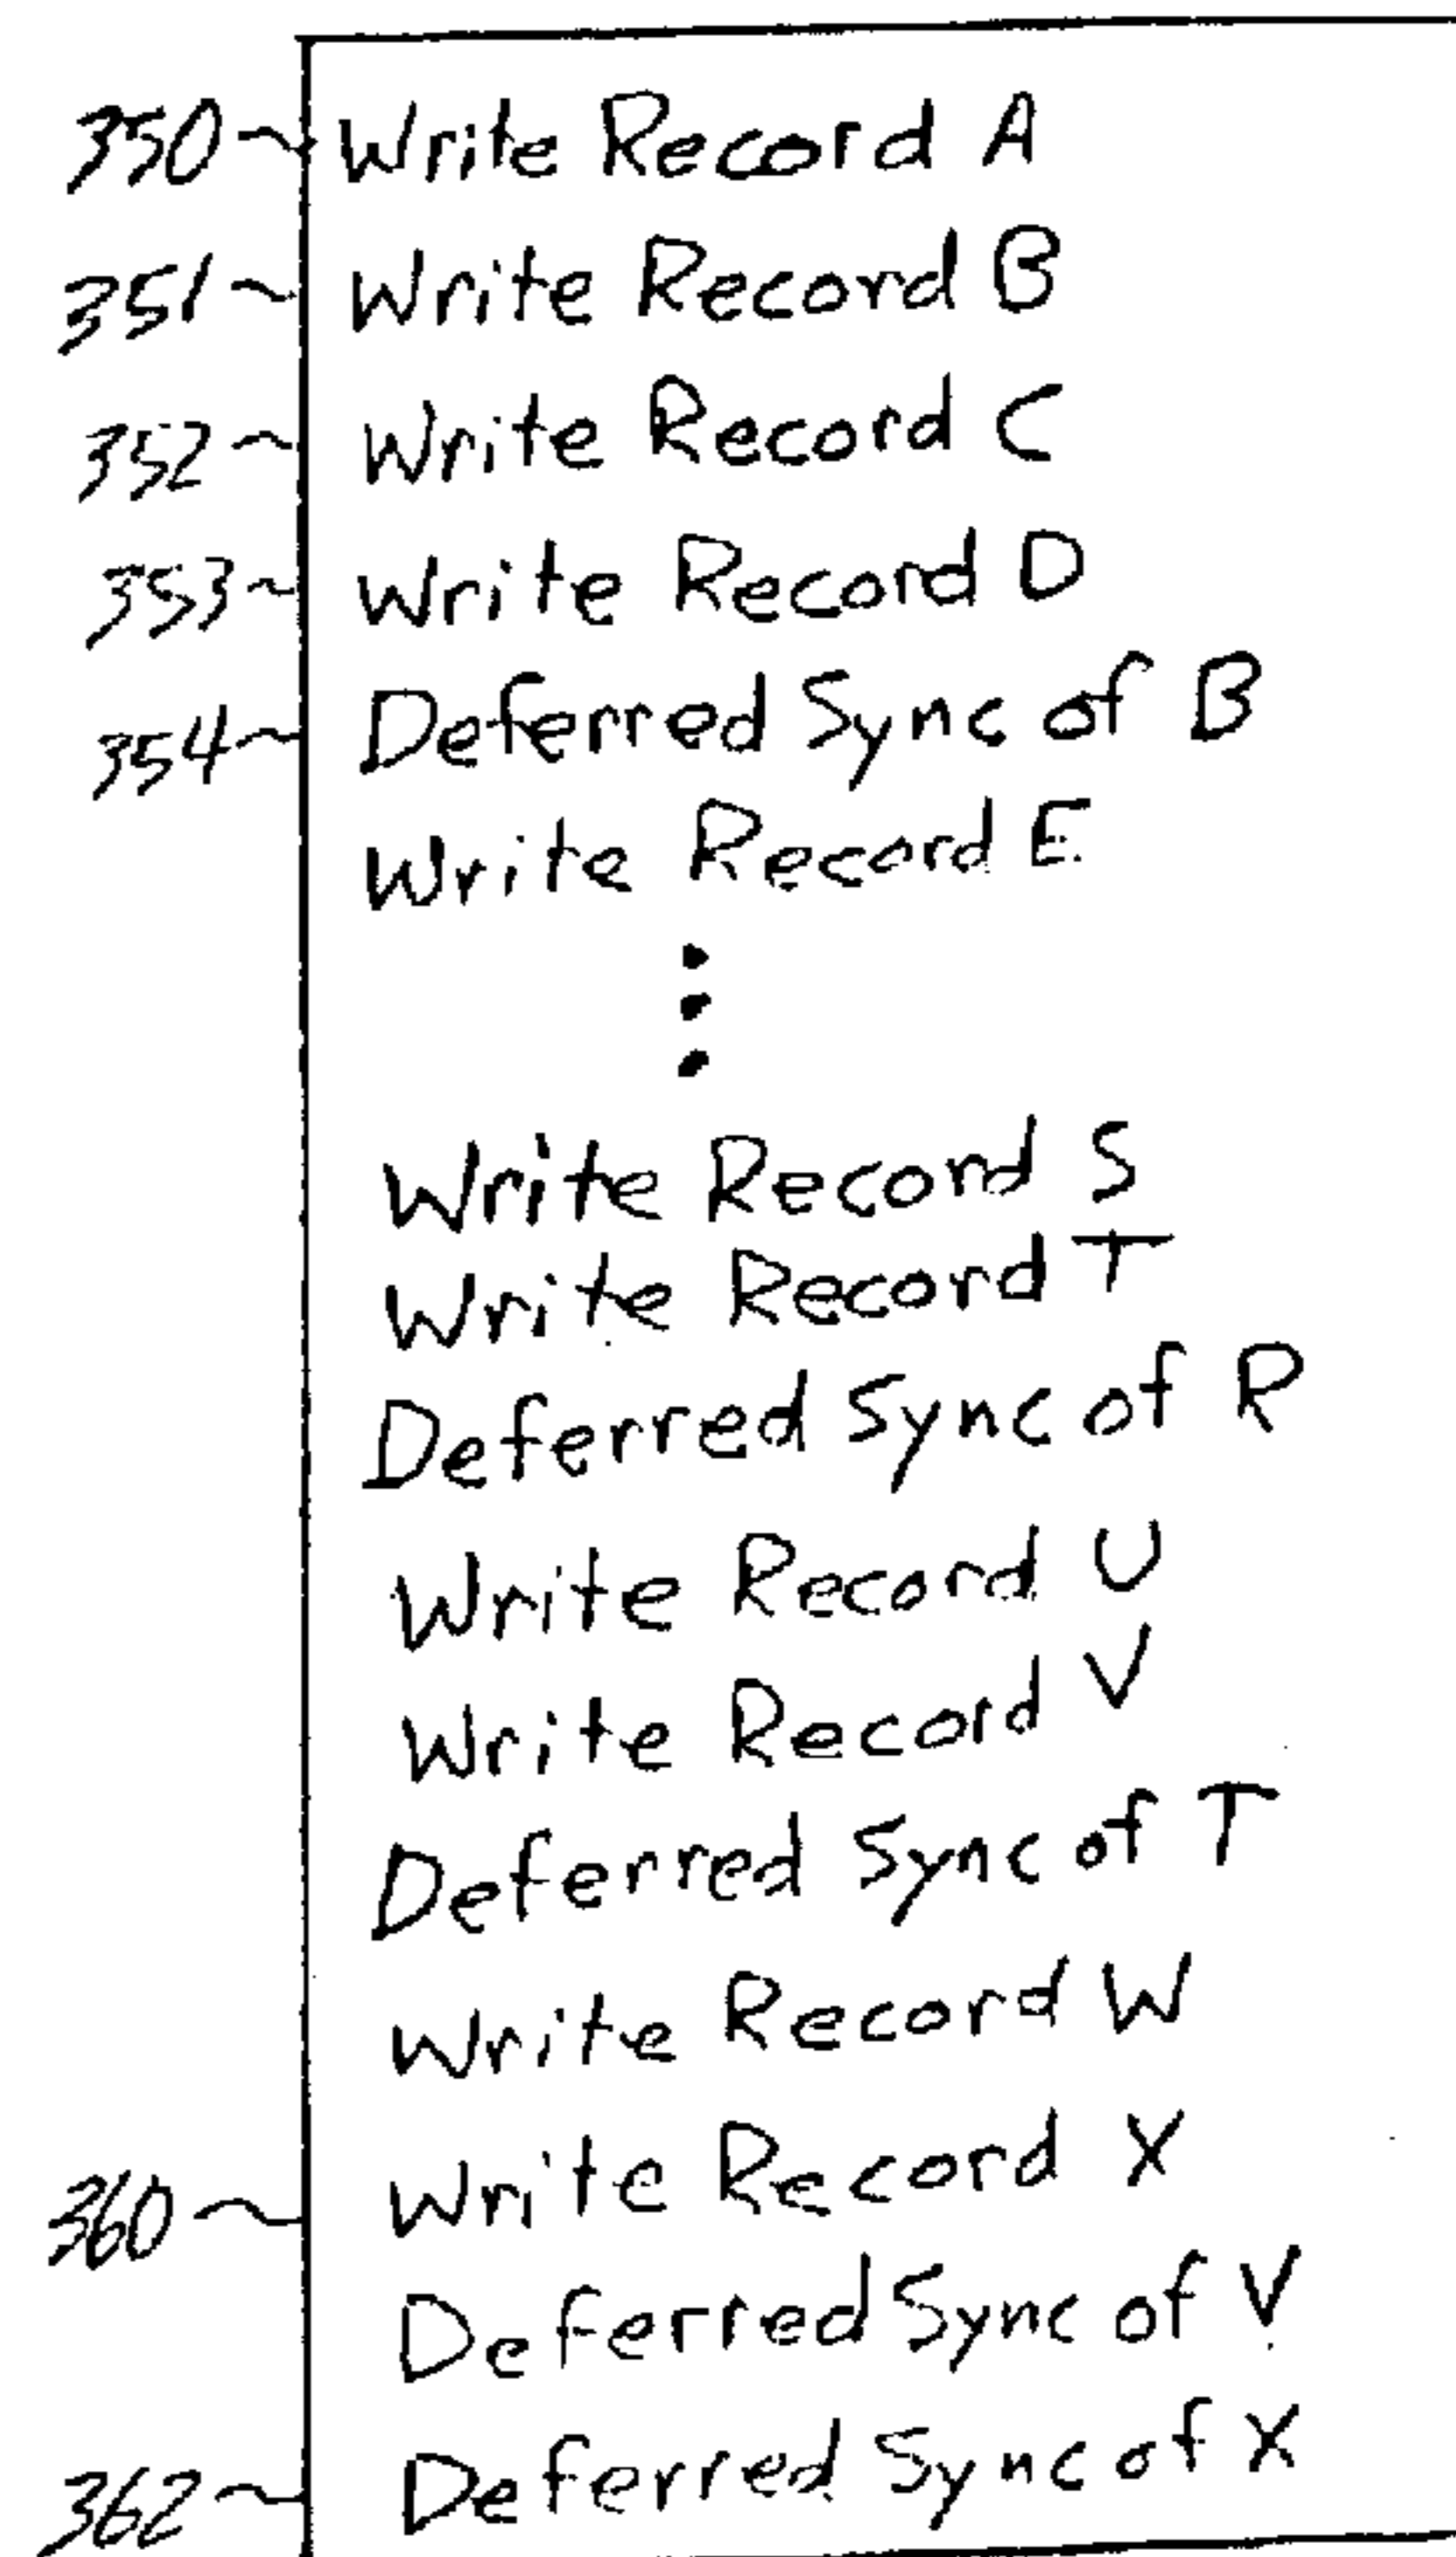 350 Write Record A
351 Write Record B
352 Write Record C
353 Write Record D
354 Deferred Sync of B
Write Record E
Write Record S
Write Record T
Deferred Sync of R
Write Record U
Write Record V
Deferred Sync of T
Write Record W
360 Write Record X
Deferred Sync of V
362 Deferred Sync of X